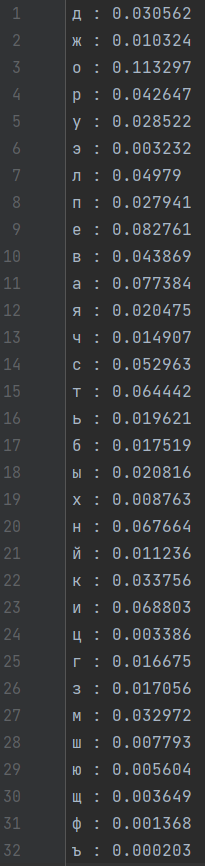 1 д : 0.030562
2 ж : 0.010324
3 о : 0.113297
4 р : 0.042647
5 у : 0.028522
6 э : 0.003232
7 л : 0.04979
8 п : 0.027941
9 е : 0.082761
10 в : 0.043869
11 а : 0.077384
12 я : 0.020475
13 ч : 0.014907
14 с : 0.052963
15 т : 0.064442
16 ь : 0.019621
17 б : 0.017519
18 ы : 0.020816
19 х : 0.008763
20 н : 0.067664
21 й : 0.011236
22 к : 0.033756
23 и : 0.068803
24 ц : 0.003386
25 г : 0.016675
26 з : 0.017056
27 м : 0.032972
28 ш : 0.007793
29 ю : 0.005604
30 щ : 0.003649
31 ф : 0.001368
32 ъ : 0.000203